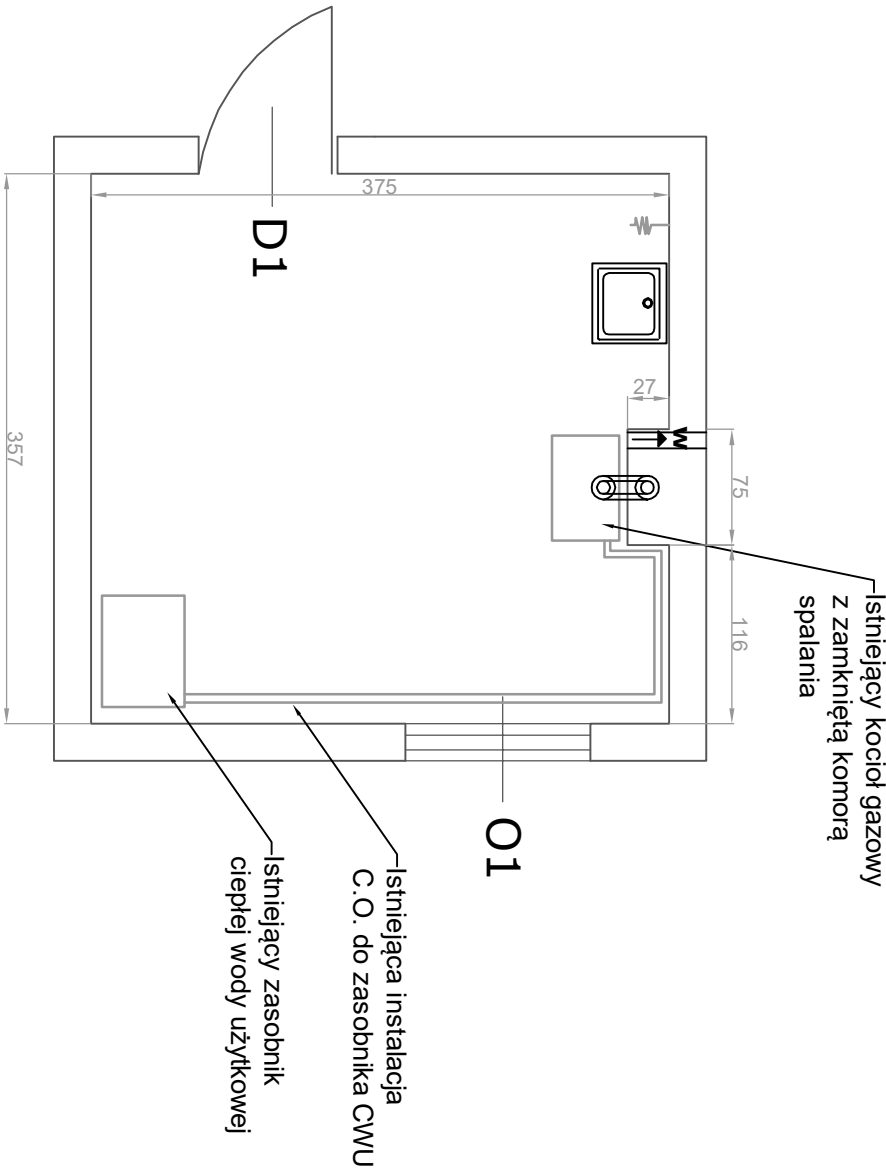 Istniejący kocioł gazowy
z zamkniętą komorą
spalania
W
27
75
116
375
357
D1
O1
Istniejąca instalacja
C.O. do zasobnika CWU
Istniejący zasobnik
ciepłej wody użytkowej